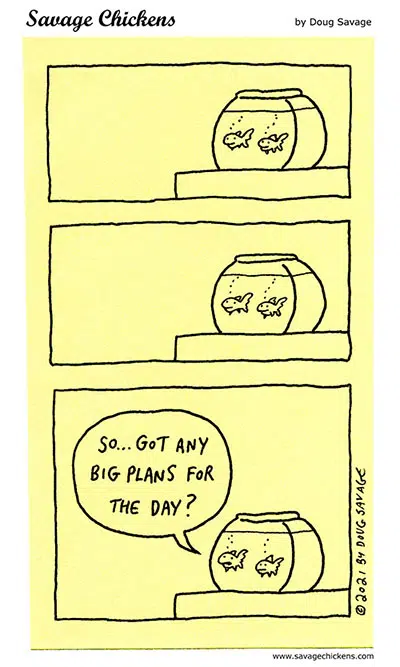 Savage Chickens
by Doug Savage
SO... GOT ANY
BIG PLANS FOR
THE DAY?
© 2021 BY DOUG SAVAGE
www.savagechickens.com